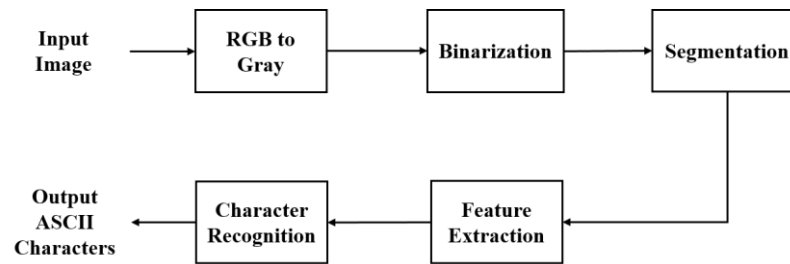 Input
Image
RGB to
Gray
Binarization
Segmentation
Feature
Extraction
Character
Recognition
Output
ASCII
Characters